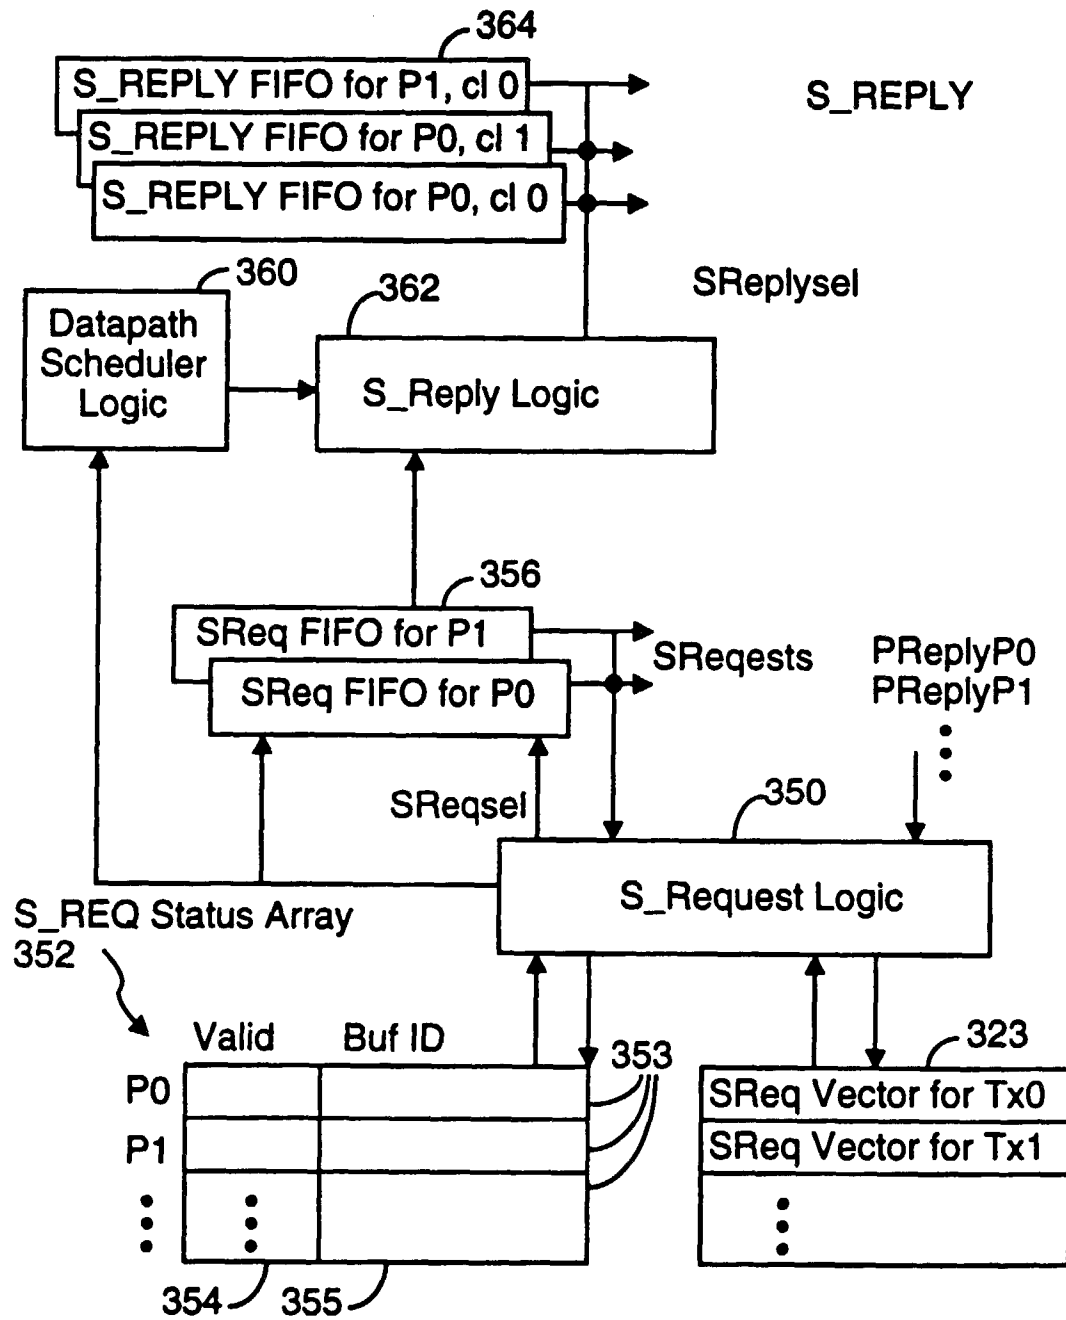 364
S_REPLY FIFO for P1, cl 0
S_REPLY
S_REPLY FIFO for P0, cl 1
S_REPLY FIFO for P0, cl 0
360
362
SReplysel
Datapath
Scheduler
Logic
S_Reply Logic
356
SReq FIFO for P1
SReqests
PReplyP0
SReq FIFO for P0
PReplyP1
SReqsel
350
S_Request Logic
S_REQ Status Array
352
Valid
Buf ID
353
323
P0
SReq Vector for Tx0
P1
SReq Vector for Tx1
354
355